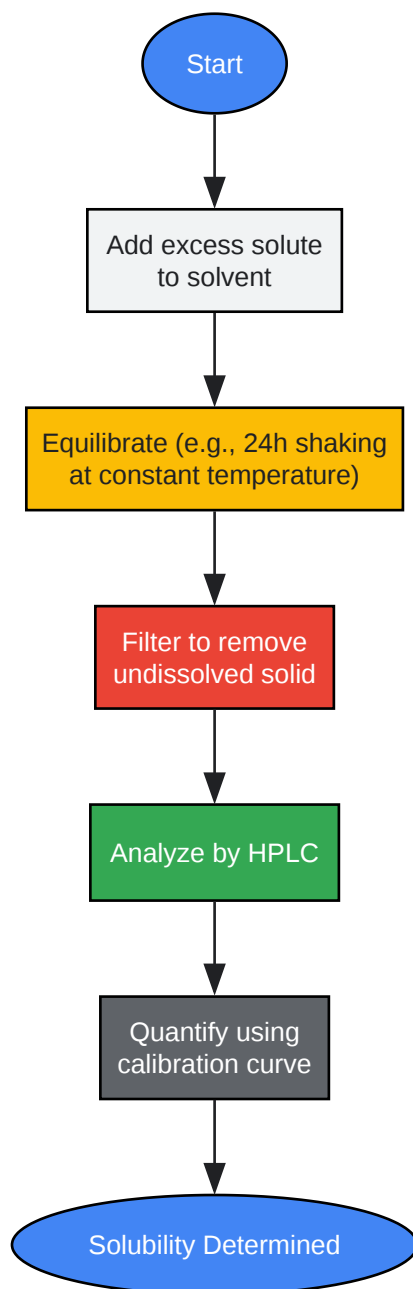 Start
Add excess solute
to solvent
Equilibrate (e.g., 24h shaking
at constant temperature)
Filter to remove
undissolved solid
Analyze by HPLC
Quantify using
calibration curve
Solubility Determined